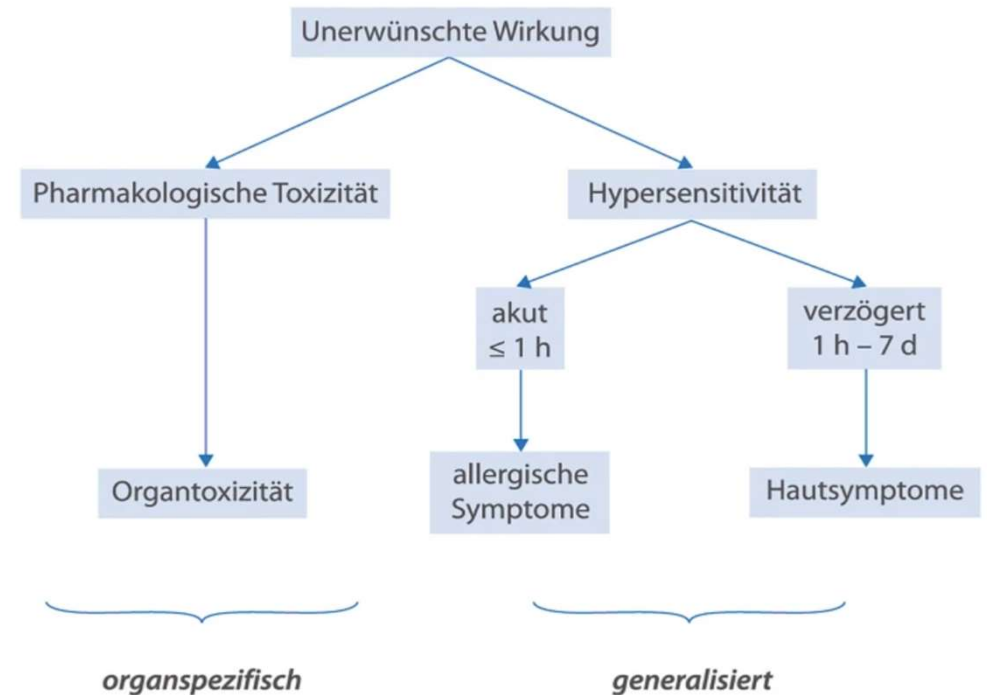 Unerwünschte Wirkung
Pharmakologische Toxizität
Hypersensitivität
akut
≤ 1 h
verzögert
1 h – 7 d
Organtoxizität
allergische
Symptome
Hautsymptome
organspezifisch
generalisiert